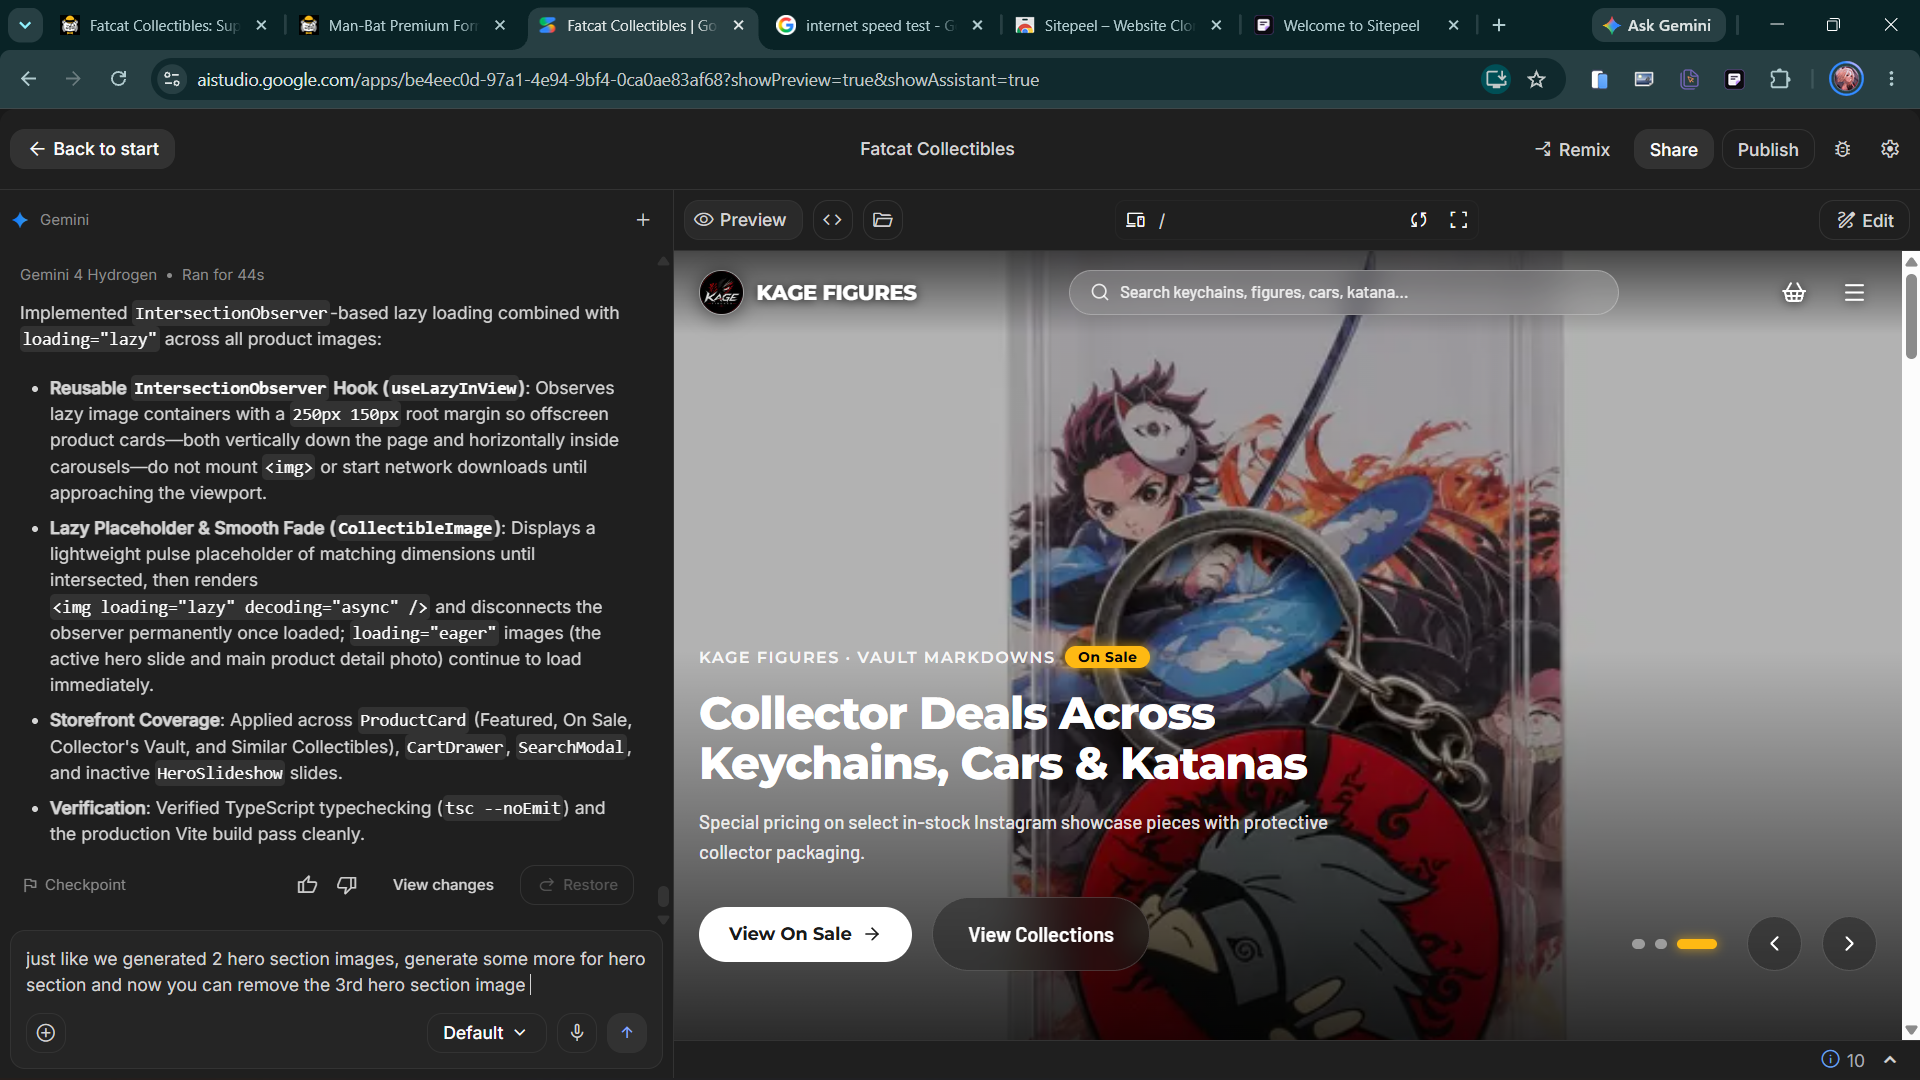 Fatcat Collectibles: Sup
Man-Bat Premium For
Fatcat Collectibles | Go
internet speed test - G
Sitepeel – Website Clo
Welcome to Sitepeel
Ask Gemini
aistudio.google.com/apps/be4eec0d-97a1-4e94-9bf4-0ca0ae83af68?showPreview=true&showAssistant=true
Back to start
Fatcat Collectibles
Remix
Share
Publish
Gemini
Preview
/
Edit
Gemini 4 Hydrogen • Ran for 44s
Implemented IntersectionObserver-based lazy loading combined with
loading="lazy" across all product images:
• Reusable IntersectionObserver Hook (useLazyInView): Observes
lazy image containers with a 250px 150px root margin so offscreen
product cards—both vertically down the page and horizontally inside
carousels—do not mount <img> or start network downloads until
approaching the viewport.
• Lazy Placeholder & Smooth Fade (CollectibleImage): Displays a
lightweight pulse placeholder of matching dimensions until
intersected, then renders
<img loading="lazy" decoding="async" /> and disconnects the
observer permanently once loaded; loading="eager" images (the
active hero slide and main product detail photo) continue to load
immediately.
• Storefront Coverage: Applied across ProductCard (Featured, On Sale,
Collector's Vault, and Similar Collectibles), CartDrawer, SearchModal,
and inactive HeroSlideshow slides.
• Verification: Verified TypeScript typechecking (tsc --noEmit) and
the production Vite build pass cleanly.
Checkpoint
View changes
Restore
just like we generated 2 hero section images, generate some more for hero
section and now you can remove the 3rd hero section image
Default
KAGE
KAGE FIGURES
Search keychains, figures, cars, katana...
KAGE FIGURES · VAULT MARKDOWNS
On Sale
Collector Deals Across
Keychains, Cars & Katanas
Special pricing on select in-stock Instagram showcase pieces with protective
collector packaging.
View On Sale
View Collections
10